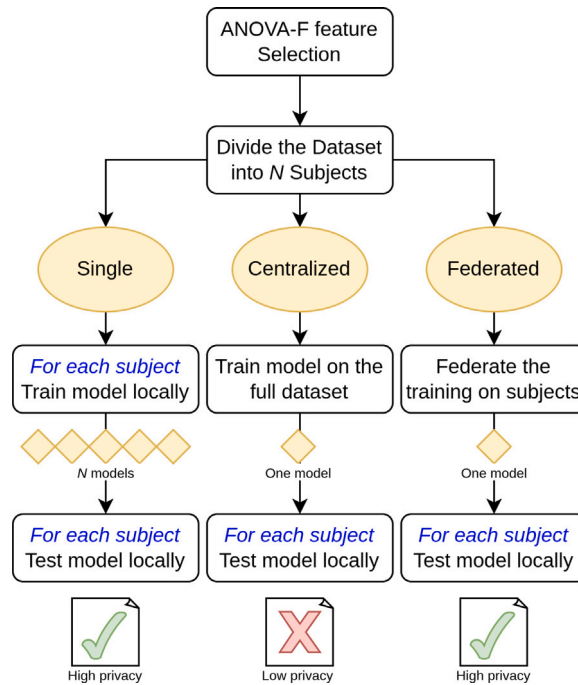 ANOVA-F feature
Selection
Divide the Dataset
into N Subjects
Single
Centralized
Federated
For each subject
Train model locally
Train model on the
full dataset
Federate the
training on subjects
N models
One model
One model
For each subject
Test model locally
For each subject
Test model locally
For each subject
Test model locally
High privacy
Low privacy
High privacy